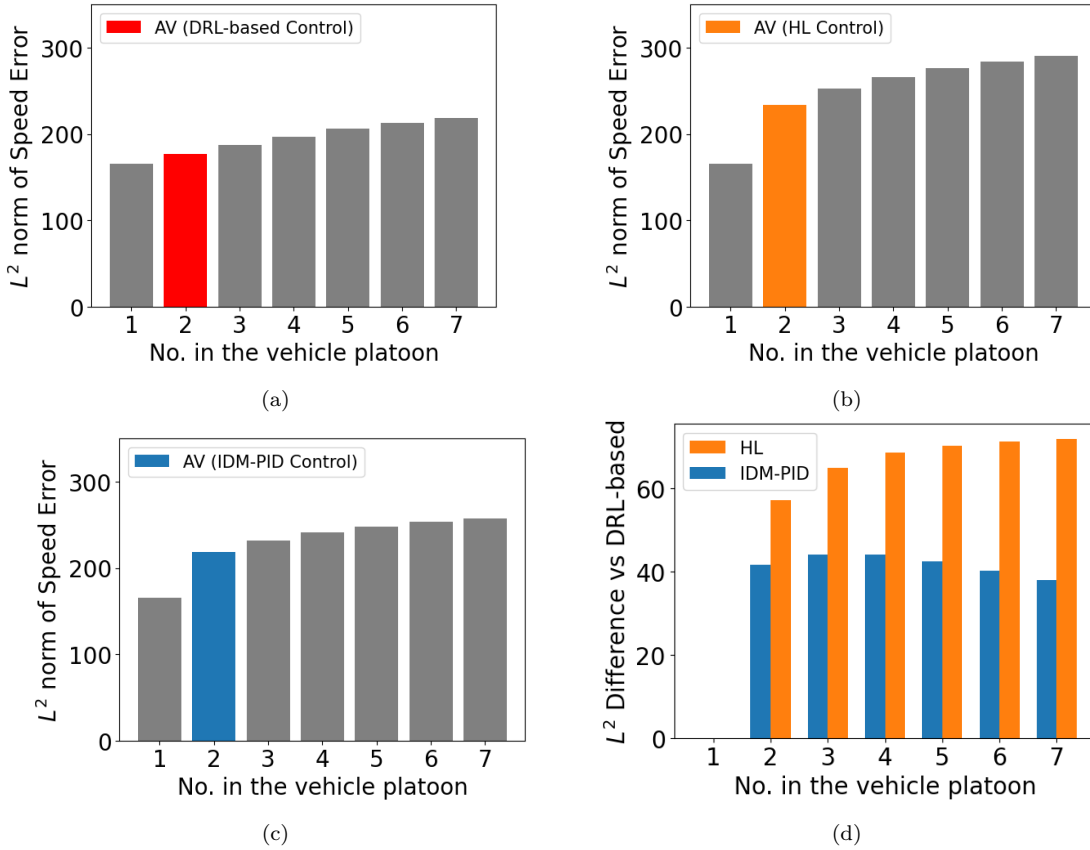 AV (DRL-based Control)
300
200
100
0
L² norm of Speed Error
1 2 3 4 5 6 7
No. in the vehicle platoon
(a)
AV (HL Control)
300
200
100
0
L² norm of Speed Error
1 2 3 4 5 6 7
No. in the vehicle platoon
(b)
AV (IDM-PID Control)
300
200
100
0
L² norm of Speed Error
1 2 3 4 5 6 7
No. in the vehicle platoon
(c)
HL
IDM-PID
60
40
20
0
L² Difference vs DRL-based
1 2 3 4 5 6 7
No. in the vehicle platoon
(d)